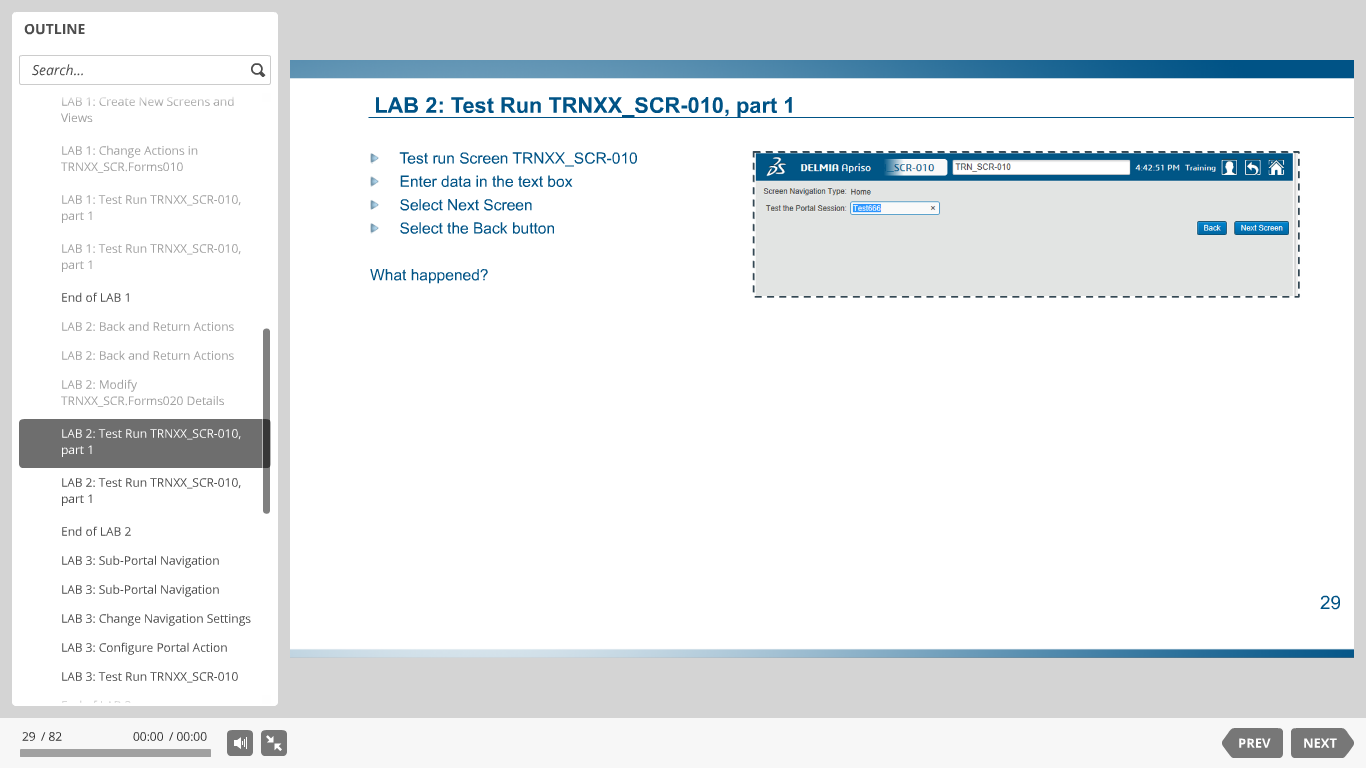 OUTLINE
Search...
LAB 1: Create New Screens and
Views
LAB 1: Change Actions in
TRNXX_SCR.Forms010
LAB 1: Test Run TRNXX_SCR-010,
part 1
LAB 1: Test Run TRNXX_SCR-010,
part 1
End of LAB 1
LAB 2: Back and Return Actions
LAB 2: Back and Return Actions
LAB 2: Modify
TRNXX_SCR.Forms020 Details
LAB 2: Test Run TRNXX_SCR-010,
part 1
LAB 2: Test Run TRNXX_SCR-010,
part 1
End of LAB 2
LAB 3: Sub-Portal Navigation
LAB 3: Sub-Portal Navigation
LAB 3: Change Navigation Settings
LAB 3: Configure Portal Action
LAB 3: Test Run TRNXX_SCR-010
LAB 2: Test Run TRNXX_SCR-010, part 1
Test run Screen TRNXX_SCR-010
Enter data in the text box
Select Next Screen
Select the Back button
What happened?
DELMIA Apriso SCR-010 TRN_SCR-010 4:42:51 PM Training
Screen Navigation Type: Home
Test the Portal Session: Test666 ×
Back Next Screen
29
29 / 82 00:00 / 00:00
PREV NEXT